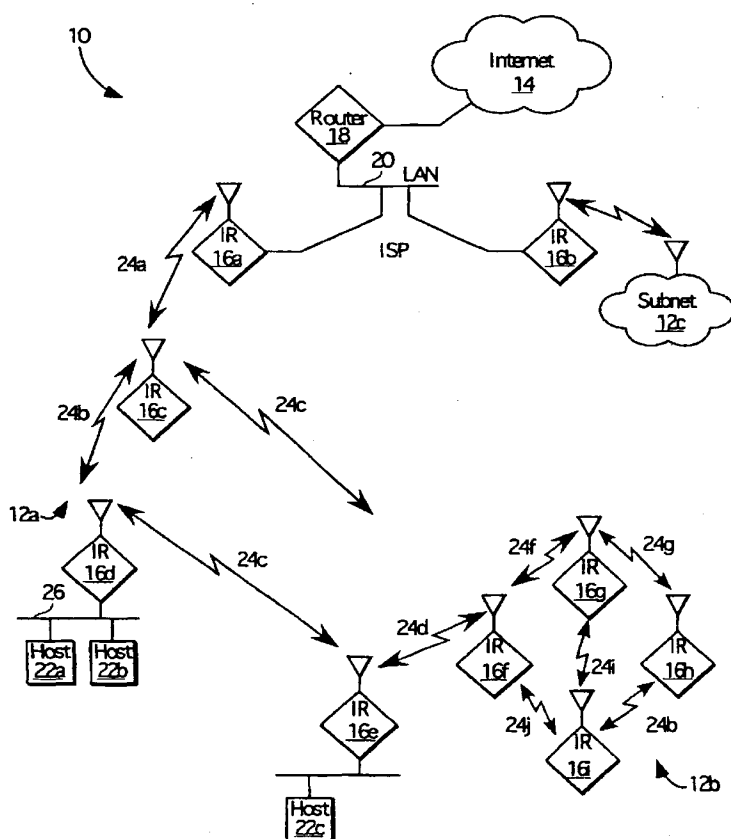 10
Internet
14
Router
18
20
LAN
IR
16a
ISP
IR
16b
24a
Subnet
12c
IR
16c
24b
24c
12a
IR
16d
24c
24f
24g
IR
16g
26
24d
Host
22a
Host
22b
IR
16f
24i
IR
16h
IR
16e
24j
24b
IR
16i
12b
Host
22c